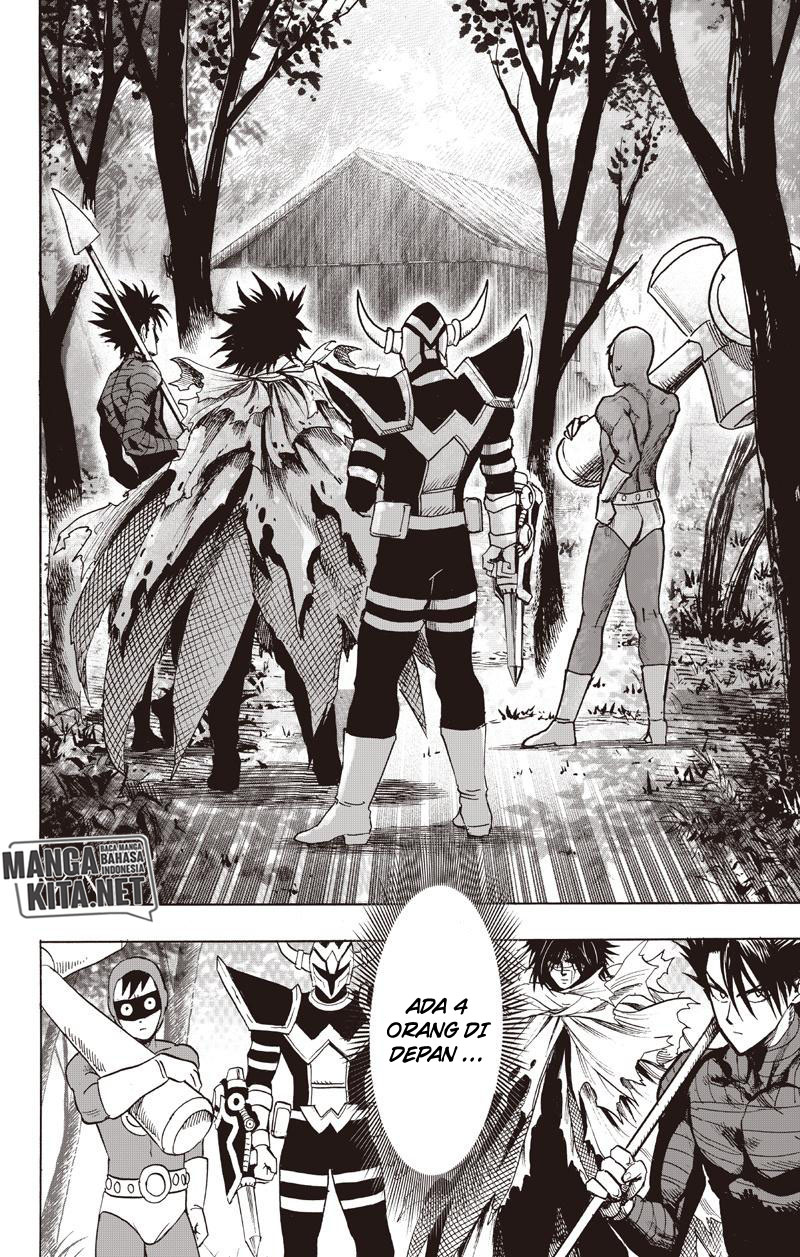 MANGA
KITA.NET
BACA MANGA
BAHASA
INDONESIA
ADA 4
ORANG DI
DEPAN ...